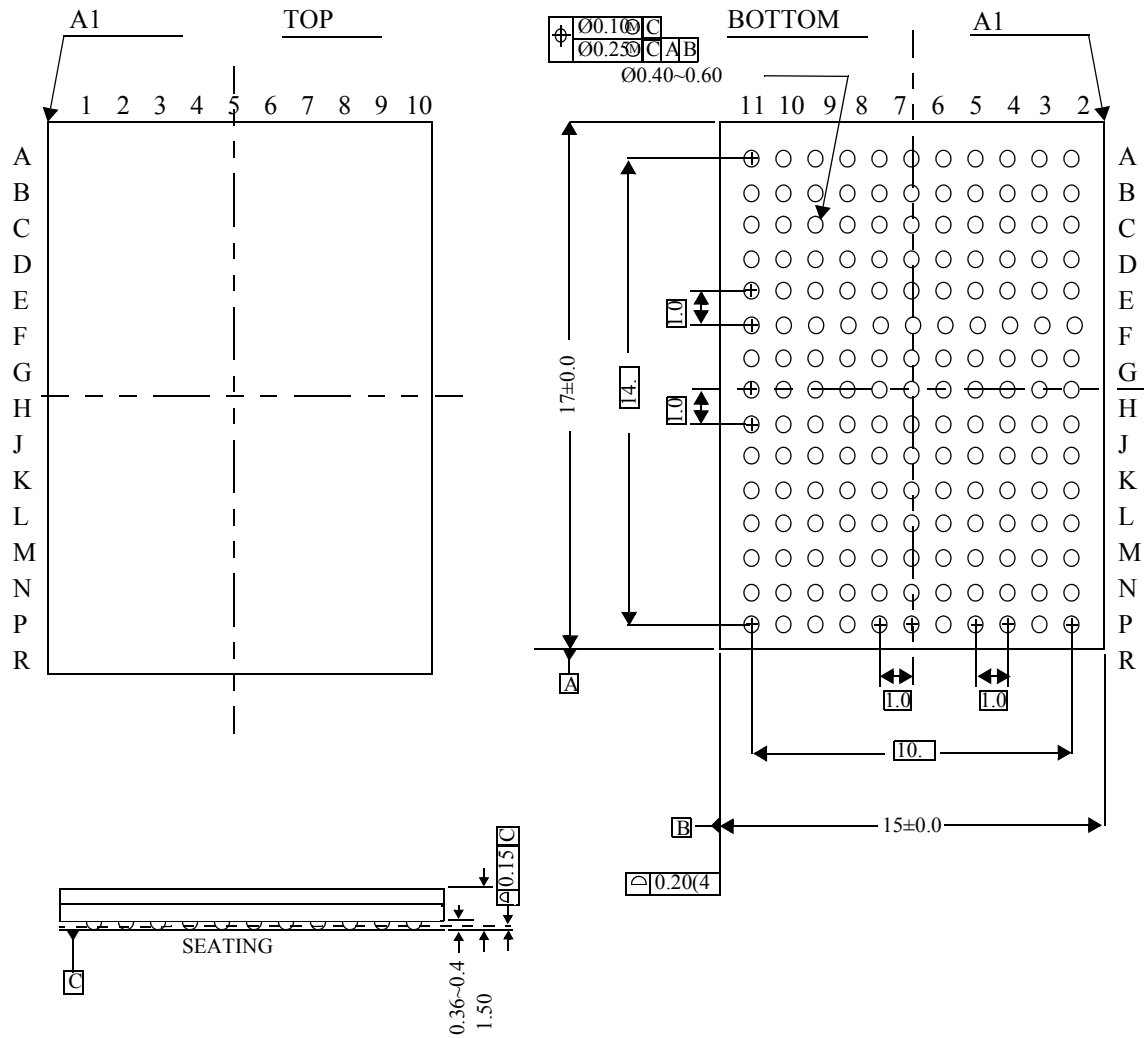 A1
TOP
Ø0.10Ⓜ C
Ø0.25Ⓜ C A B
BOTTOM
A1
Ø0.40~0.60
1 2 3 4 5 6 7 8 9 10
11 10 9 8 7 6 5 4 3 2
A
B
C
D
E
F
G
H
J
K
L
M
N
P
R
A
B
C
D
E
F
G
H
J
K
L
M
N
P
R
1.0
17±0.0
14.
1.0
A
1.0
1.0
10.
B
15±0.0
0.20(4
0.15 C
SEATING
C
0.36~0.4
1.50